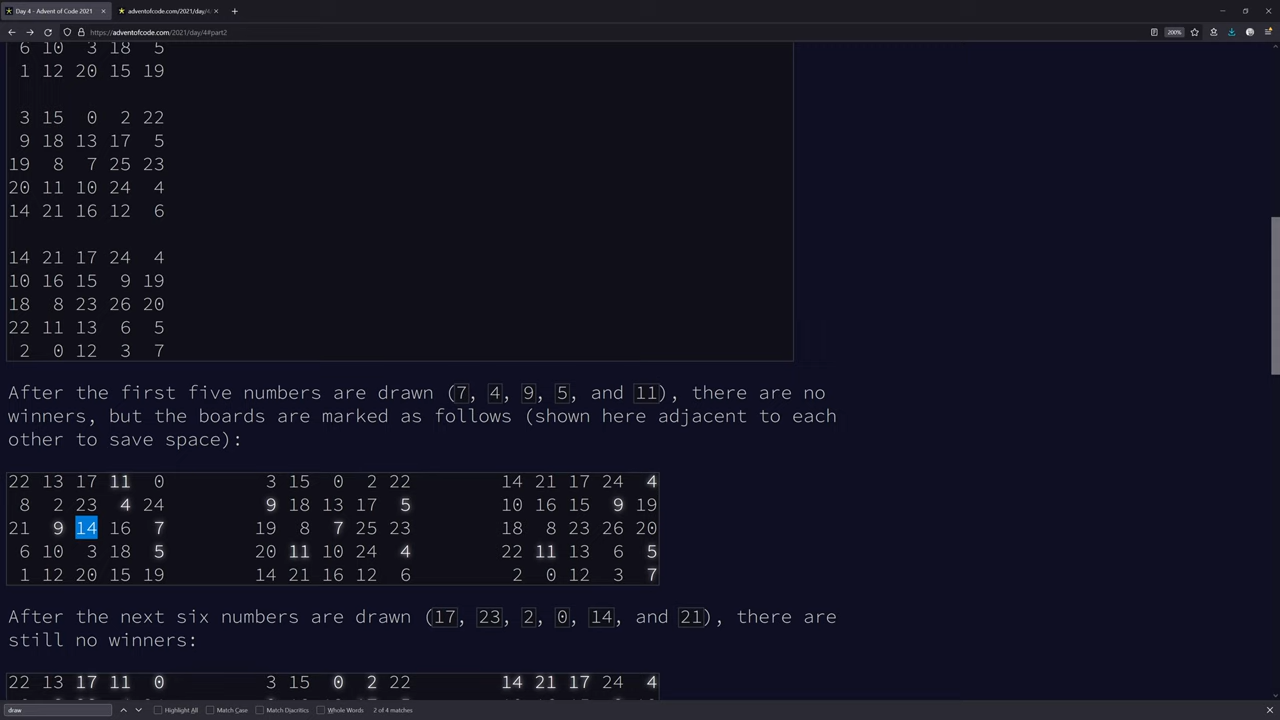 Day 4 - Advent of Code 2021
adventofcode.com/2021/day/4
https://adventofcode.com/2021/day/4#part2
200%
6 10 3 18 5
1 12 20 15 19
3 15 0 2 22
9 18 13 17 5
19 8 7 25 23
20 11 10 24 4
14 21 16 12 6
14 21 17 24 4
10 16 15 9 19
18 8 23 26 20
22 11 13 6 5
2 0 12 3 7
After the first five numbers are drawn (7, 4, 9, 5, and 11), there are no
winners, but the boards are marked as follows (shown here adjacent to each
other to save space):
22 13 17 11 0 3 15 0 2 22 14 21 17 24 4
8 2 23 4 24 9 18 13 17 5 10 16 15 9 19
21 9 14 16 7 19 8 7 25 23 18 8 23 26 20
6 10 3 18 5 20 11 10 24 4 22 11 13 6 5
1 12 20 15 19 14 21 16 12 6 2 0 12 3 7
After the next six numbers are drawn (17, 23, 2, 0, 14, and 21), there are
still no winners:
22 13 17 11 0 3 15 0 2 22 14 21 17 24 4
draw Highlight All Match Case Match Diacritics Whole Words 2 of 4 matches